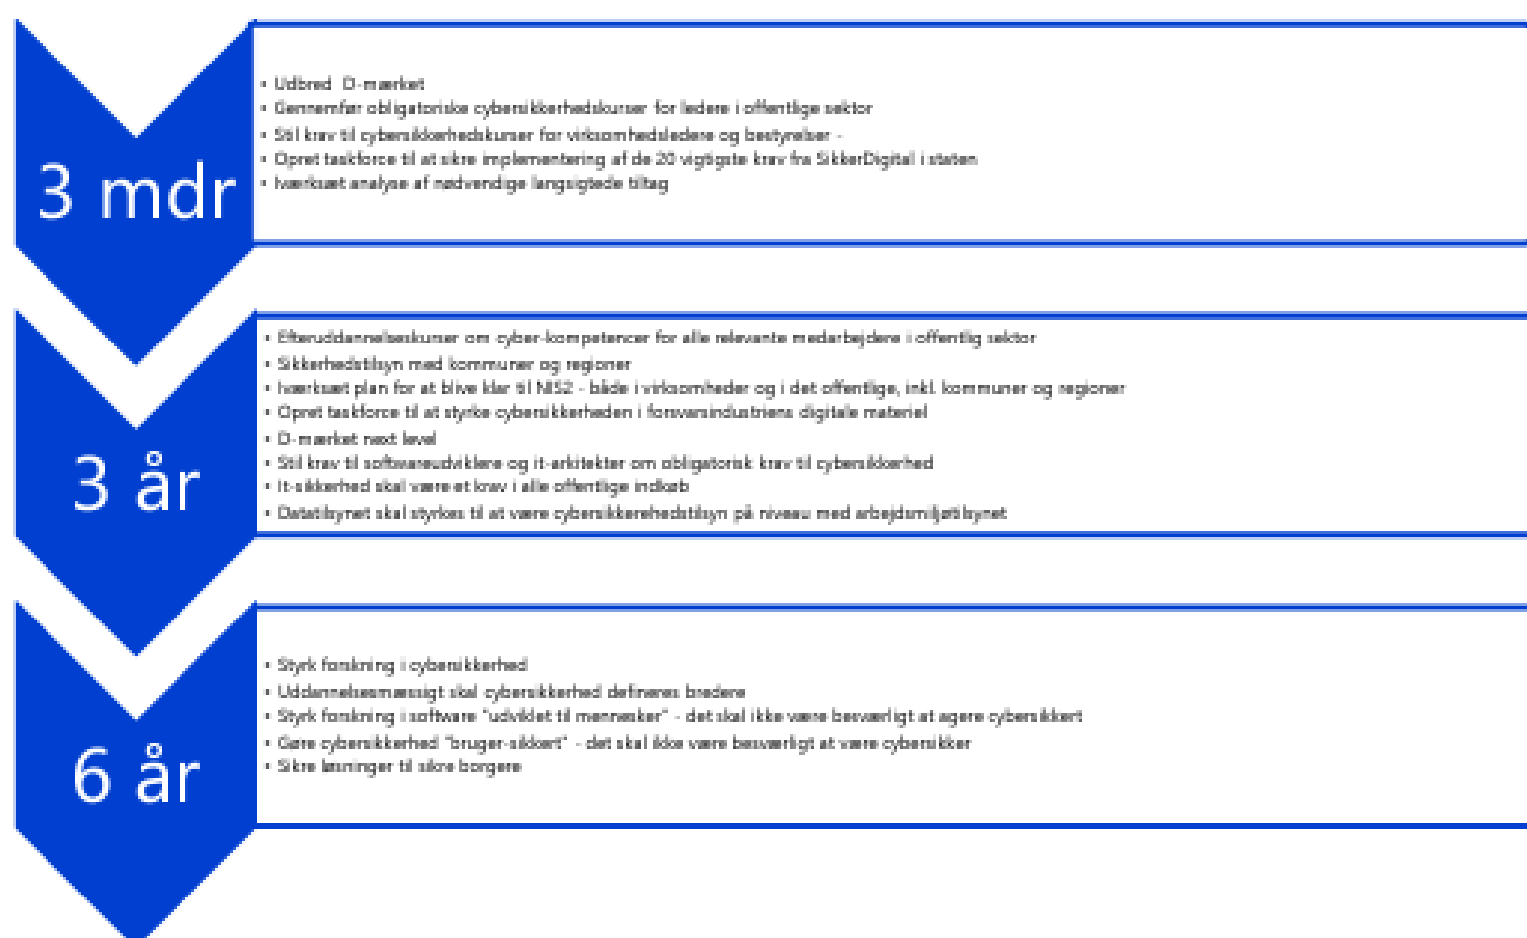 3 mdr
• Udbred D-mærket
• Gennemfør obligatoriske cybersikkerhedskurser for ledere i offentlige sektor
• Stil krav til cybersikkerhedskurser for virksomhedsledere og bestyrelser -
• Opret taskforce til at sikre implementering af de 20 vigtigste krav fra SikkerDigital i staten
• Iværksæt analyse af nødvendige langsigtede tiltag
3 år
• Efteruddannelseskurser om cyber-kompetencer for alle relevante medarbejdere i offentlig sektor
• Sikkerhedstilsyn med kommuner og regioner
• Iværksæt plan for at blive klar til NIS2 - både i virksomheder og i det offentlige, inkl. kommuner og regioner
• Opret taskforce til at styrke cybersikkerheden i forsvarsindustriens digitale materiel
• D-mærket next level
• Stil krav til softwareudviklere og it-arkitekter om obligatorisk krav til cybersikkerhed
• It-sikkerhed skal være et krav i alle offentlige indkøb
• Datatilsynet skal styrkes til at være cybersikkerehedstilsyn på niveau med arbejdsmiljøtilsynet
6 år
• Styrk forskning i cybersikkerhed
• Uddannelsesmæssigt skal cybersikkerhed defineres bredere
• Styrk forskning i software "udviklet til mennesker" - det skal ikke være besværligt at agere cybersikkert
• Gøre cybersikkerhed "bruger-sikkert" - det skal ikke være besværligt at være cybersikker
• Sikre løsninger til sikre borgere